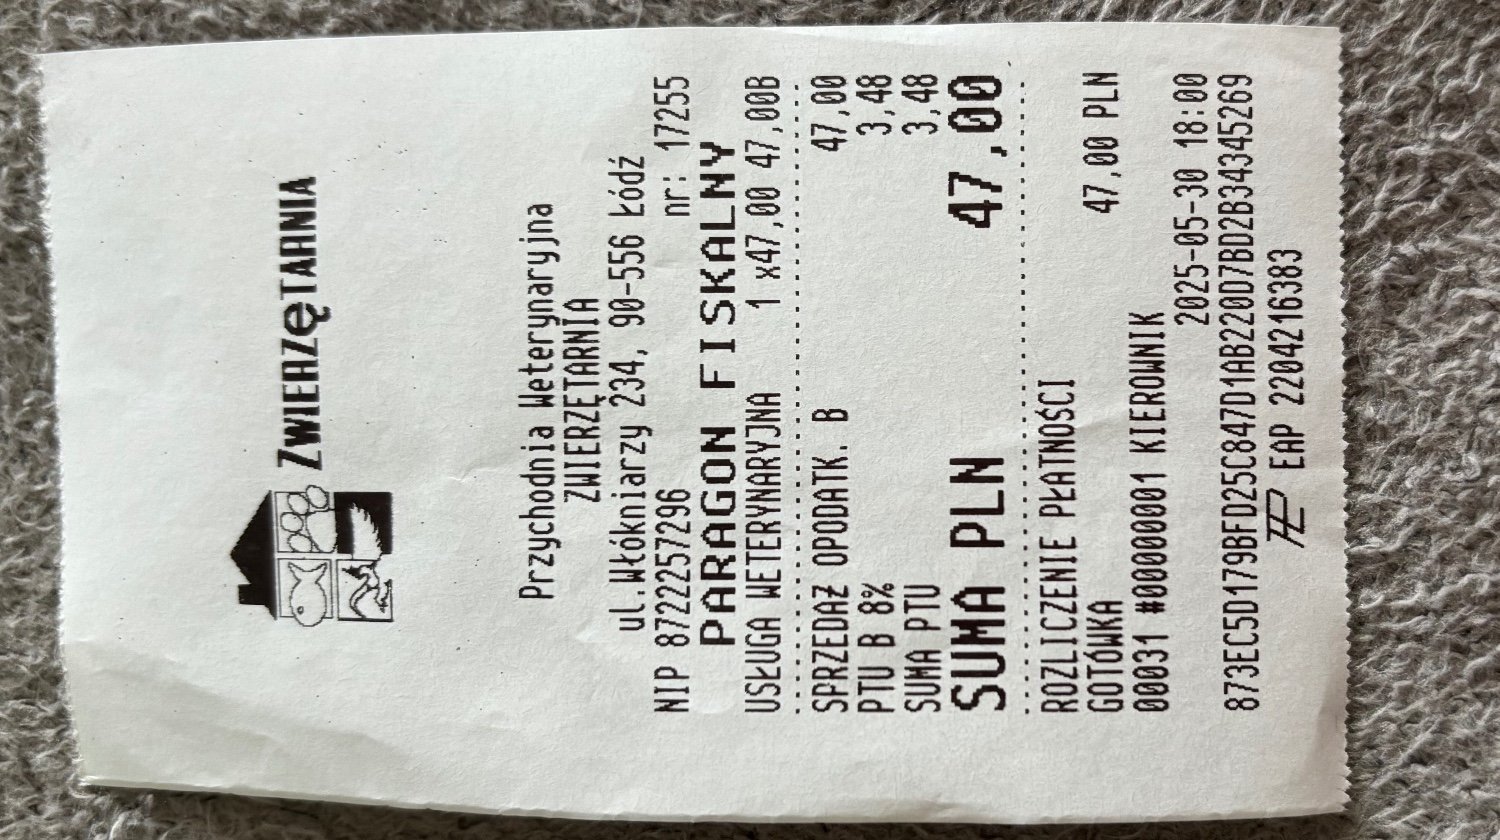 ZWIERZĘTARNIA
Przychodnia Weterynaryjna
ZWIERZĘTARNIA
ul.Włókniarzy 234, 90-556 Łódź
NIP 8722257296 nr: 17255
PARAGON FISKALNY
USŁUGA WETERYNARYJNA 1 x47,00 47,00B
SPRZEDAŻ OPODATK. B 47,00
PTU B 8% 3,48
SUMA PTU 3,48
SUMA PLN 47,00
ROZLICZENIE PŁATNOŚCI
GOTÓWKA 47,00 PLN
00031 #00000001 KIEROWNIK
2025-05-30 18:00
873EC5D179BFD25C847D1AB220D7BD2B34345269
EAP 2204216383